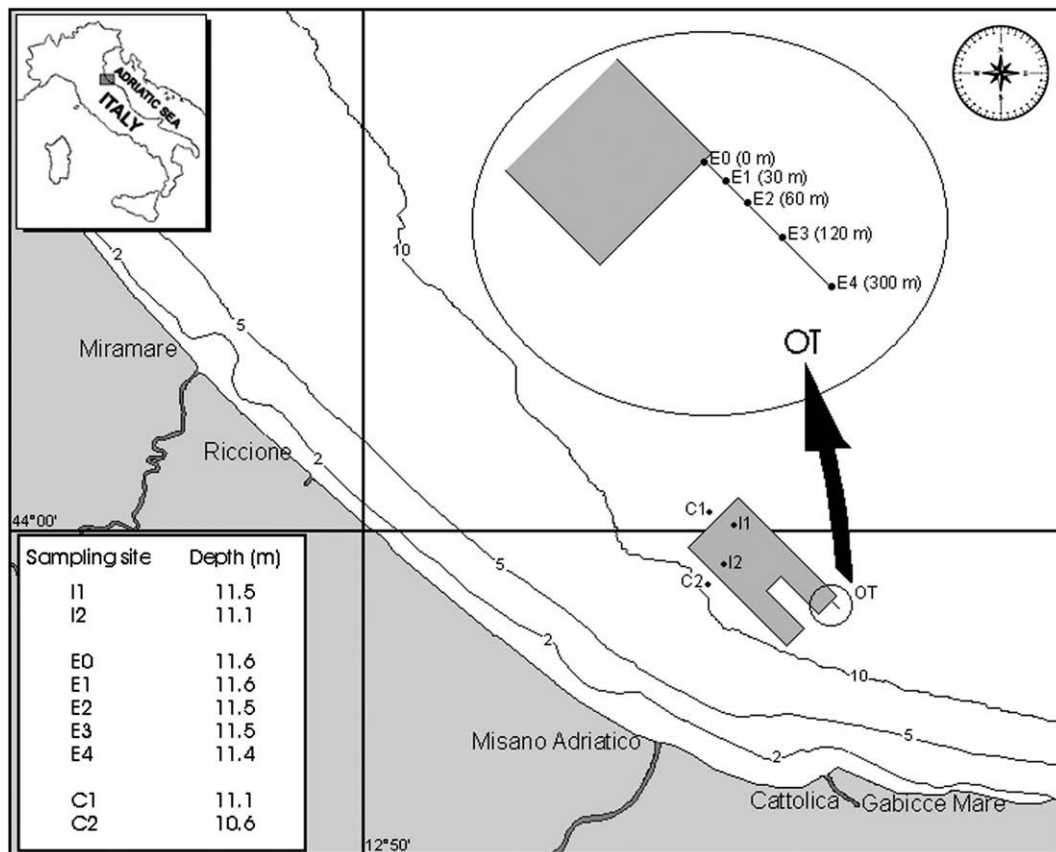 ITALY
ADRIATIC SEA
N
W
E
S
E0 (0 m)
E1 (30 m)
E2 (60 m)
E3 (120 m)
E4 (300 m)
OT
2
5
10
Miramare
Riccione
2
C1
I1
44°00'
5
I2
C2
OT
Sampling site Depth (m)
I1 11.5
I2 11.1
E0 11.6
E1 11.6
E2 11.5
E3 11.5
E4 11.4
C1 11.1
C2 10.6
2
10
5
2
Misano Adriatico
Cattolica
Gabicce Mare
12°50'